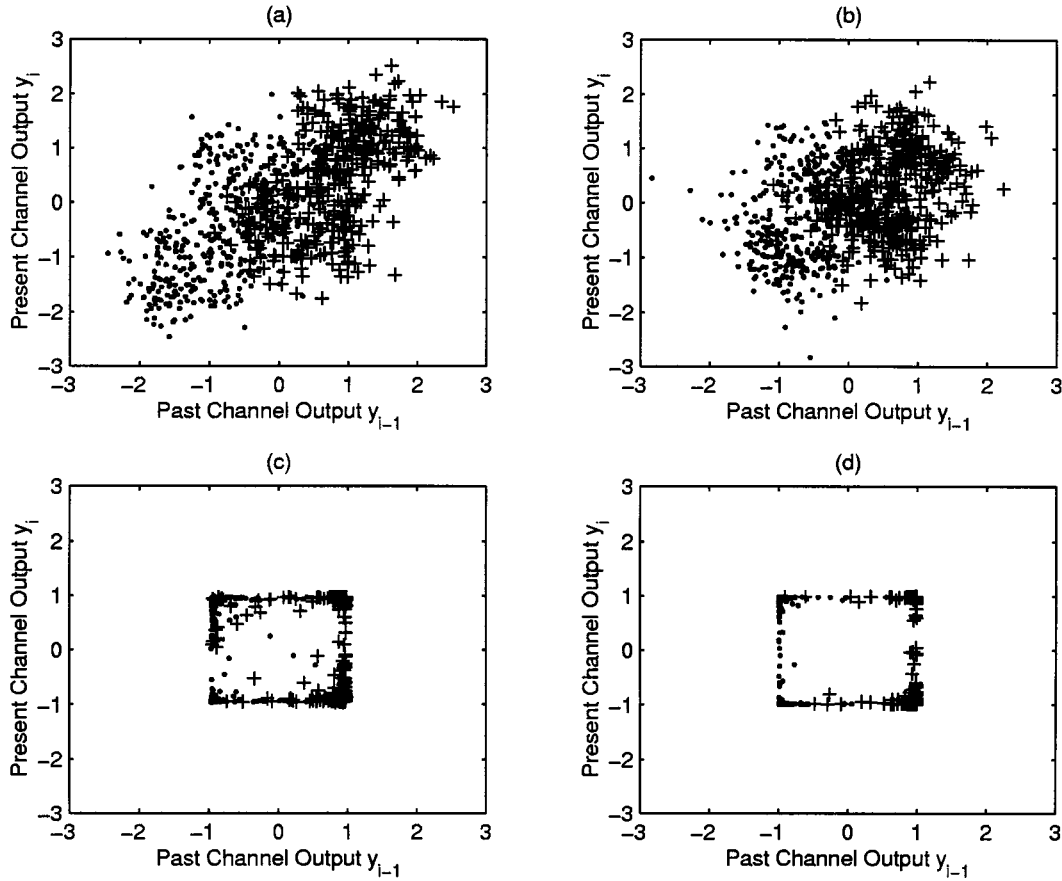 (a)
3
2
1
0
−1
−2
−3
−3 −2 −1 0 1 2 3
Present Channel Output y_i
Past Channel Output y_{i−1}
(b)
3
2
1
0
−1
−2
−3
−3 −2 −1 0 1 2 3
Present Channel Output y_i
Past Channel Output y_{i−1}
(c)
3
2
1
0
−1
−2
−3
−3 −2 −1 0 1 2 3
Present Channel Output y_i
Past Channel Output y_{i−1}
(d)
3
2
1
0
−1
−2
−3
−3 −2 −1 0 1 2 3
Present Channel Output y_i
Past Channel Output y_{i−1}